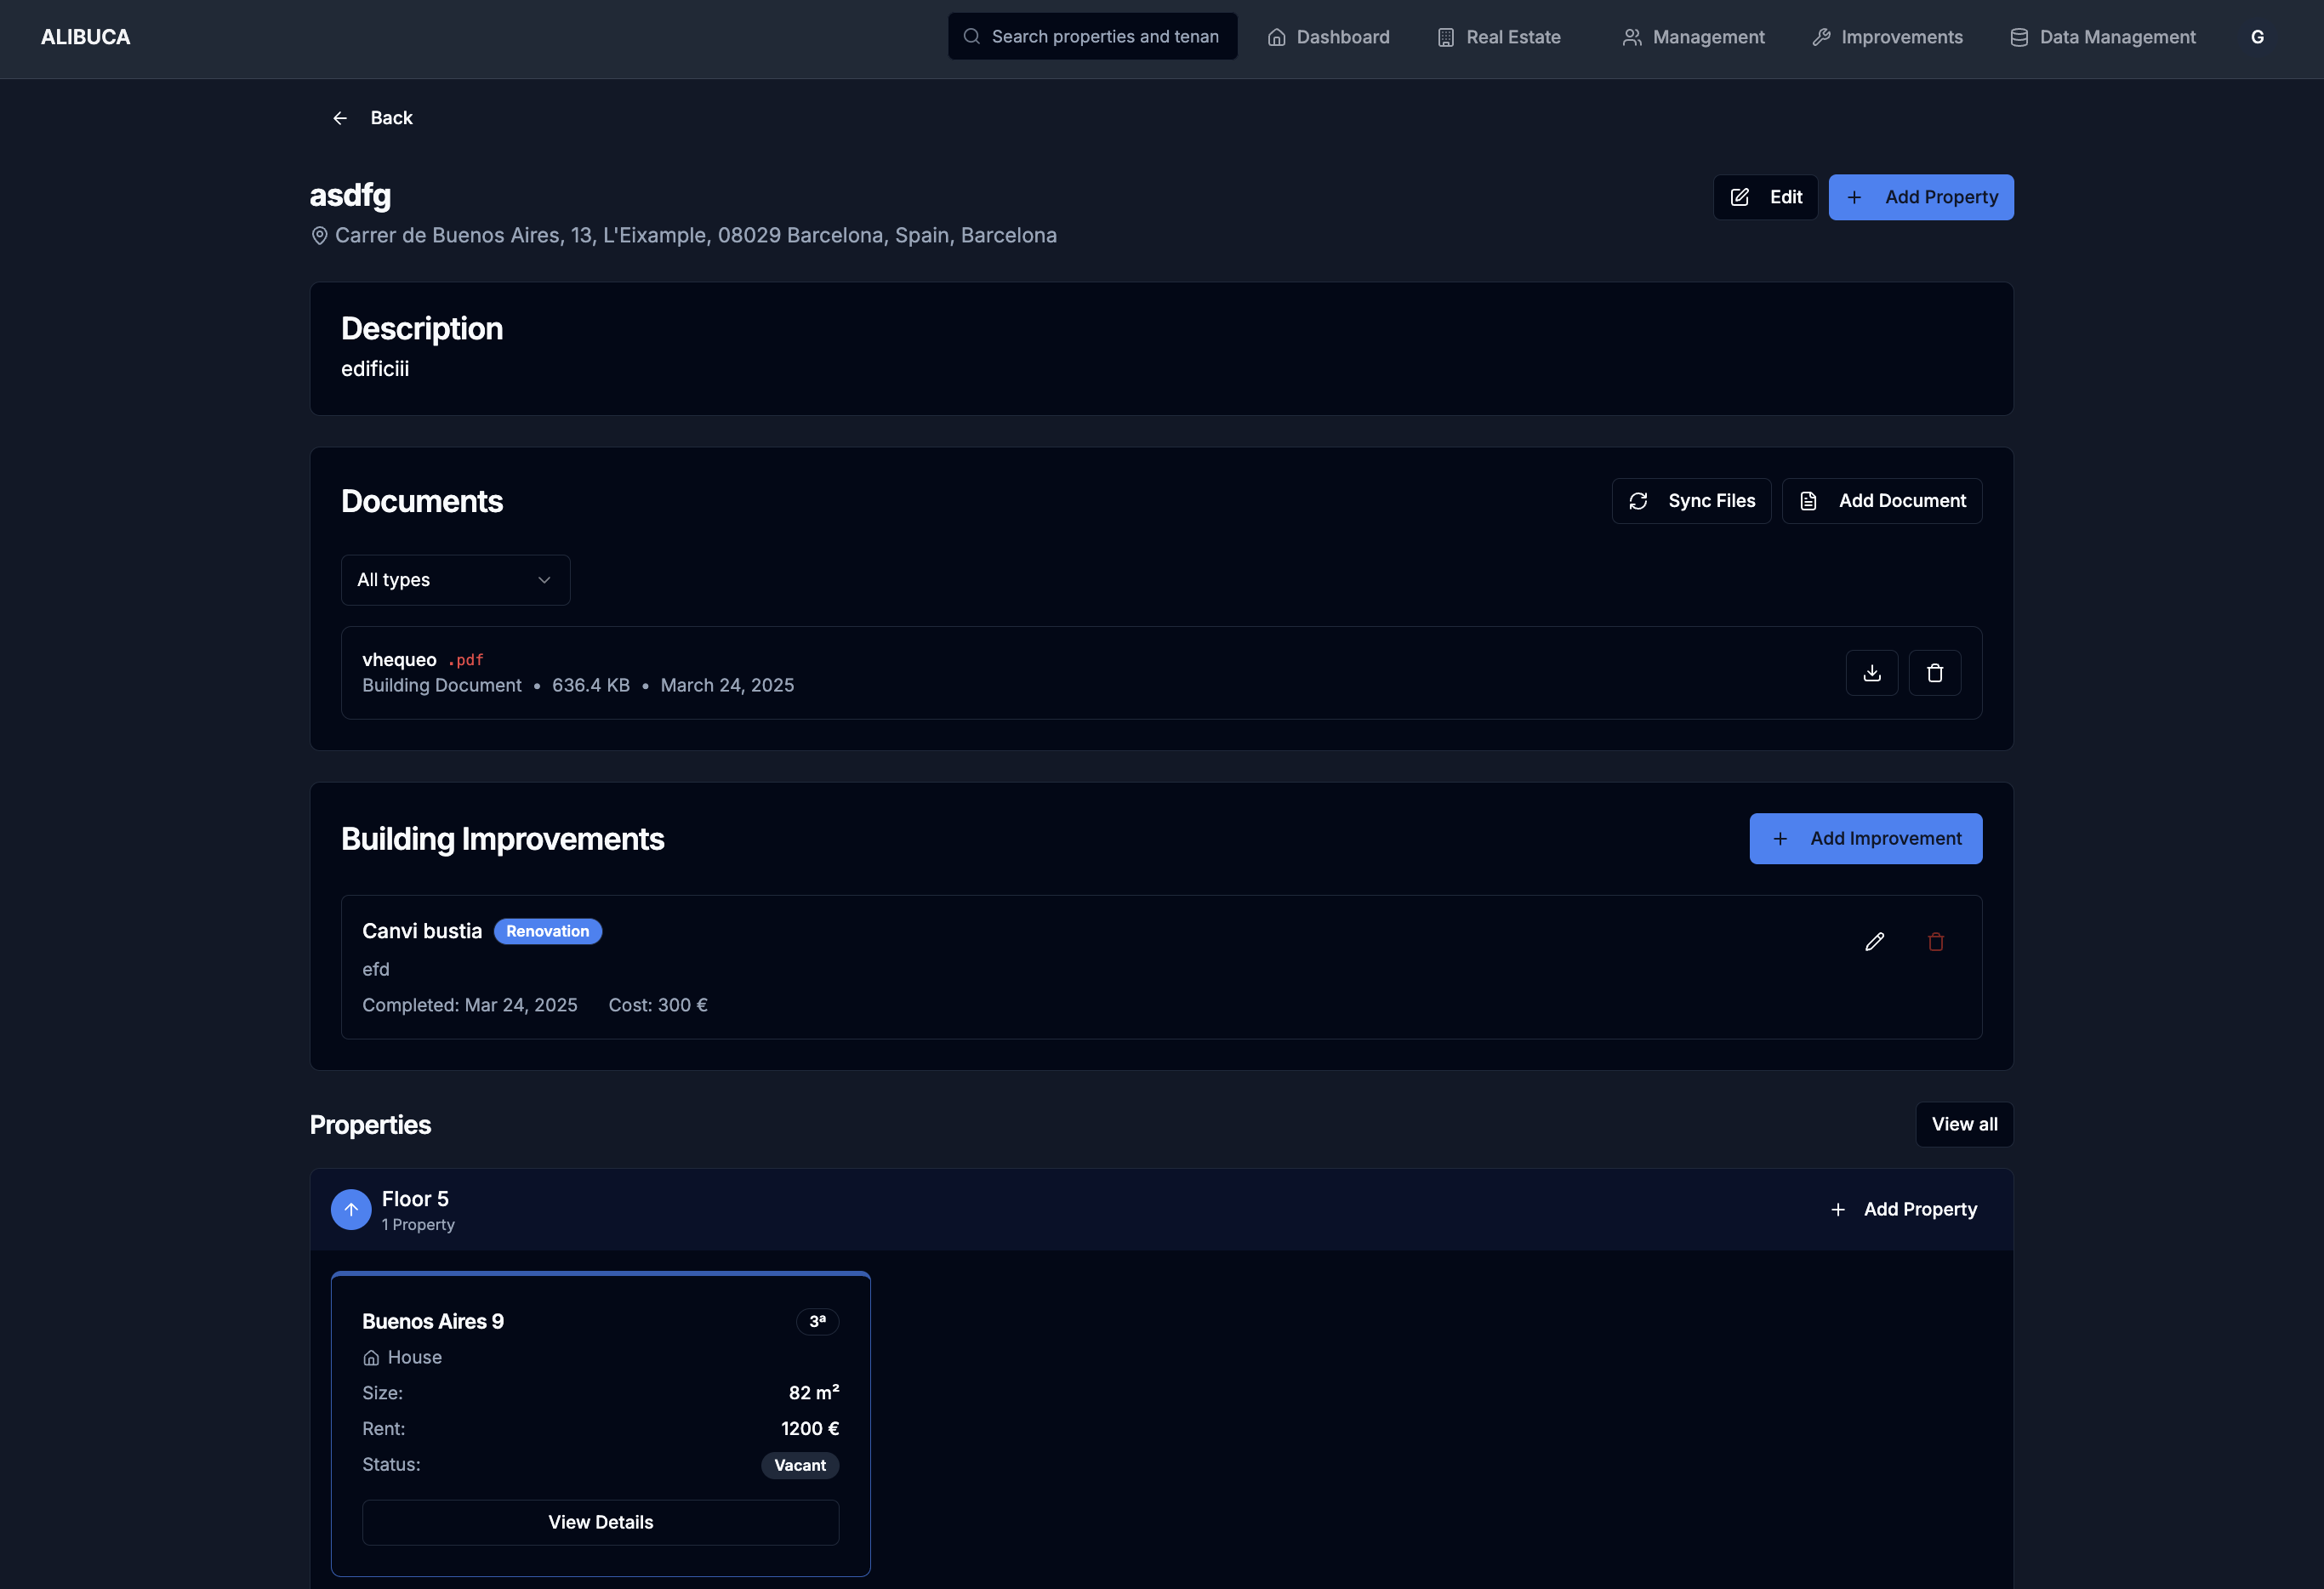 ALIBUCA
Search properties and tenan
Dashboard
Real Estate
Management
Improvements
Data Management
G
Back
asdfg
Edit
Add Property
Carrer de Buenos Aires, 13, L'Eixample, 08029 Barcelona, Spain, Barcelona
Description
edificiii
Documents
Sync Files
Add Document
All types
vhequeo .pdf
Building Document • 636.4 KB • March 24, 2025
Building Improvements
Add Improvement
Canvi bustia Renovation
efd
Completed: Mar 24, 2025 Cost: 300 €
Properties
View all
Floor 5
1 Property
Add Property
Buenos Aires 9 3ª
House
Size: 82 m²
Rent: 1200 €
Status: Vacant
View Details